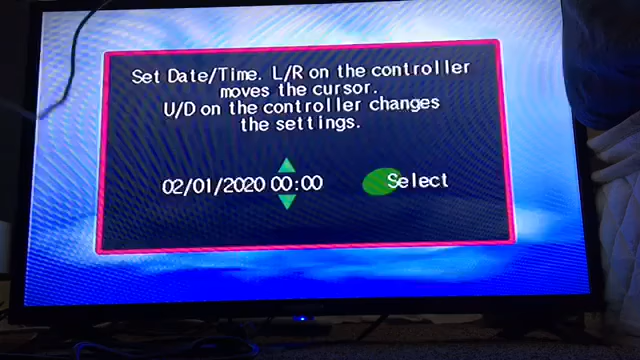 Set Date/Time. L/R on the controller
moves the cursor.
U/D on the controller changes
the settings.
02/01/2020 00:00 Select